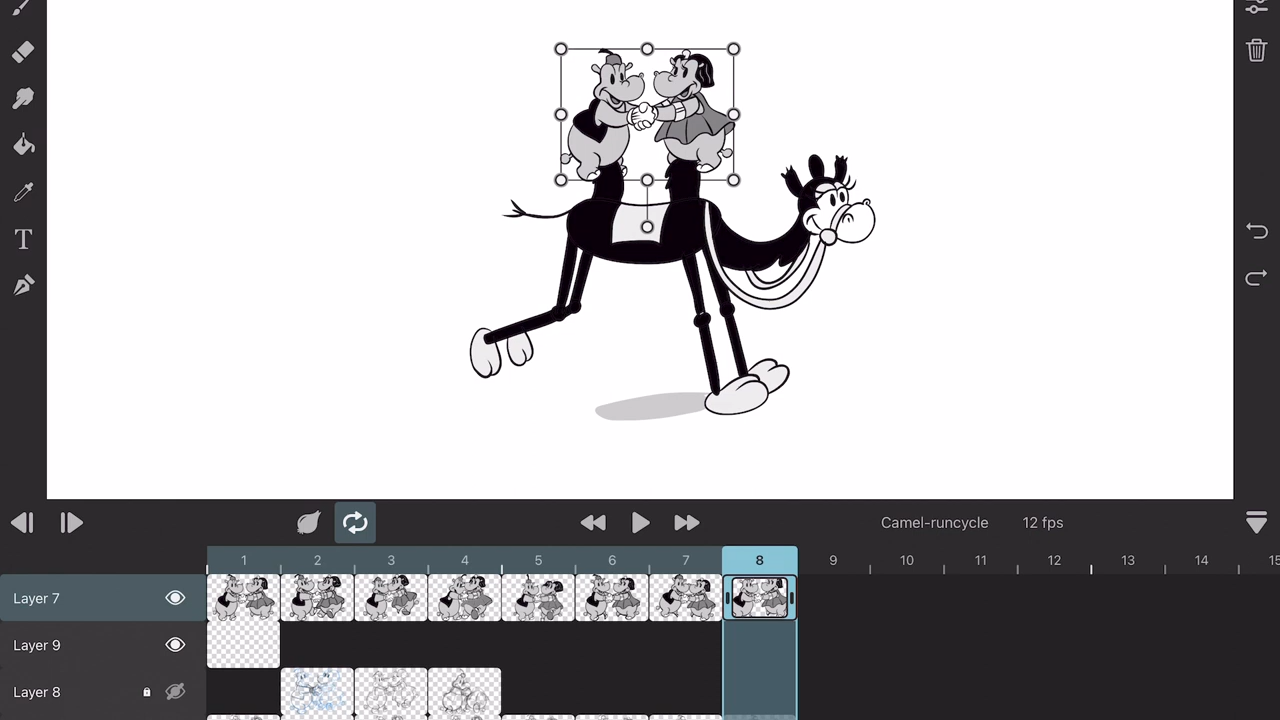 T
Camel-runcycle 12 fps
1 2 3 4 5 6 7 8 9 10 11 12 13 14 15
Layer 7
Layer 9
Layer 8